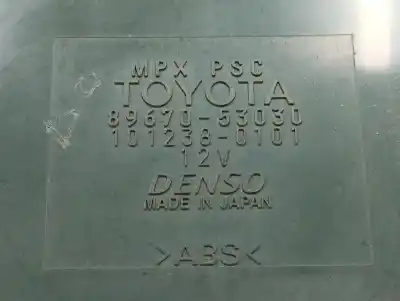 MPX PSC
TOYOTA
89670-53030
101238-0101
12V
DENSO
MADE IN JAPAN
>ABS<